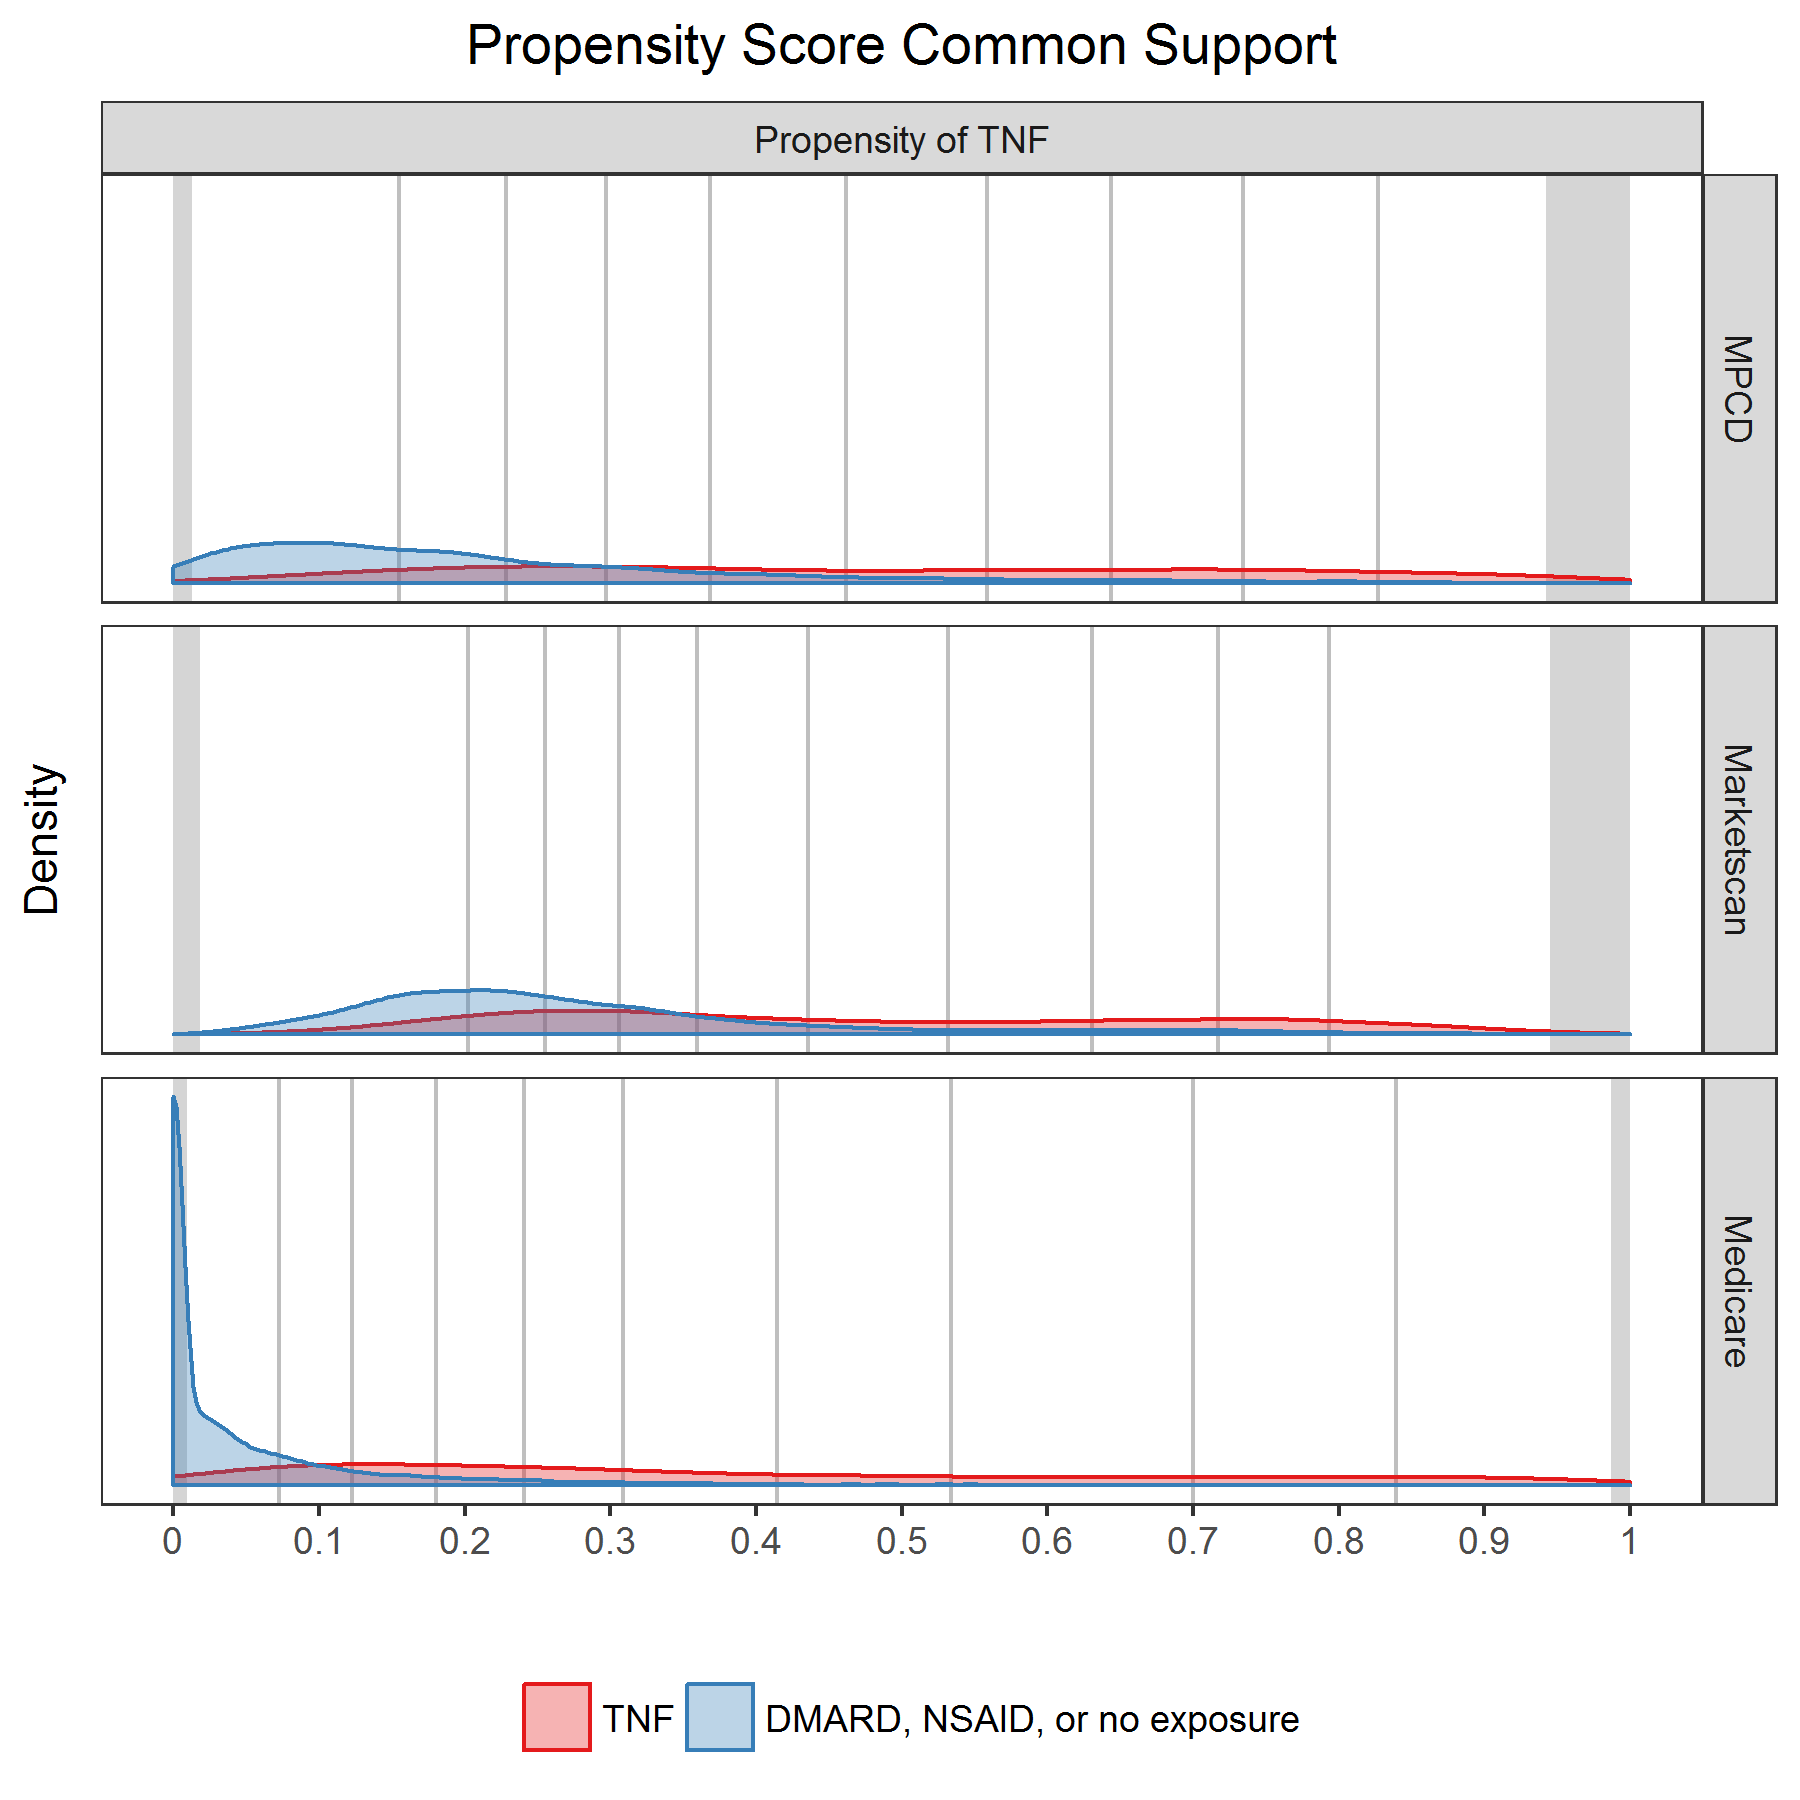 Propensity Score Common Support
Propensity of TNF
MPCD
Marketscan
Medicare
Density
0 0.1 0.2 0.3 0.4 0.5 0.6 0.7 0.8 0.9 1
TNF DMARD, NSAID, or no exposure